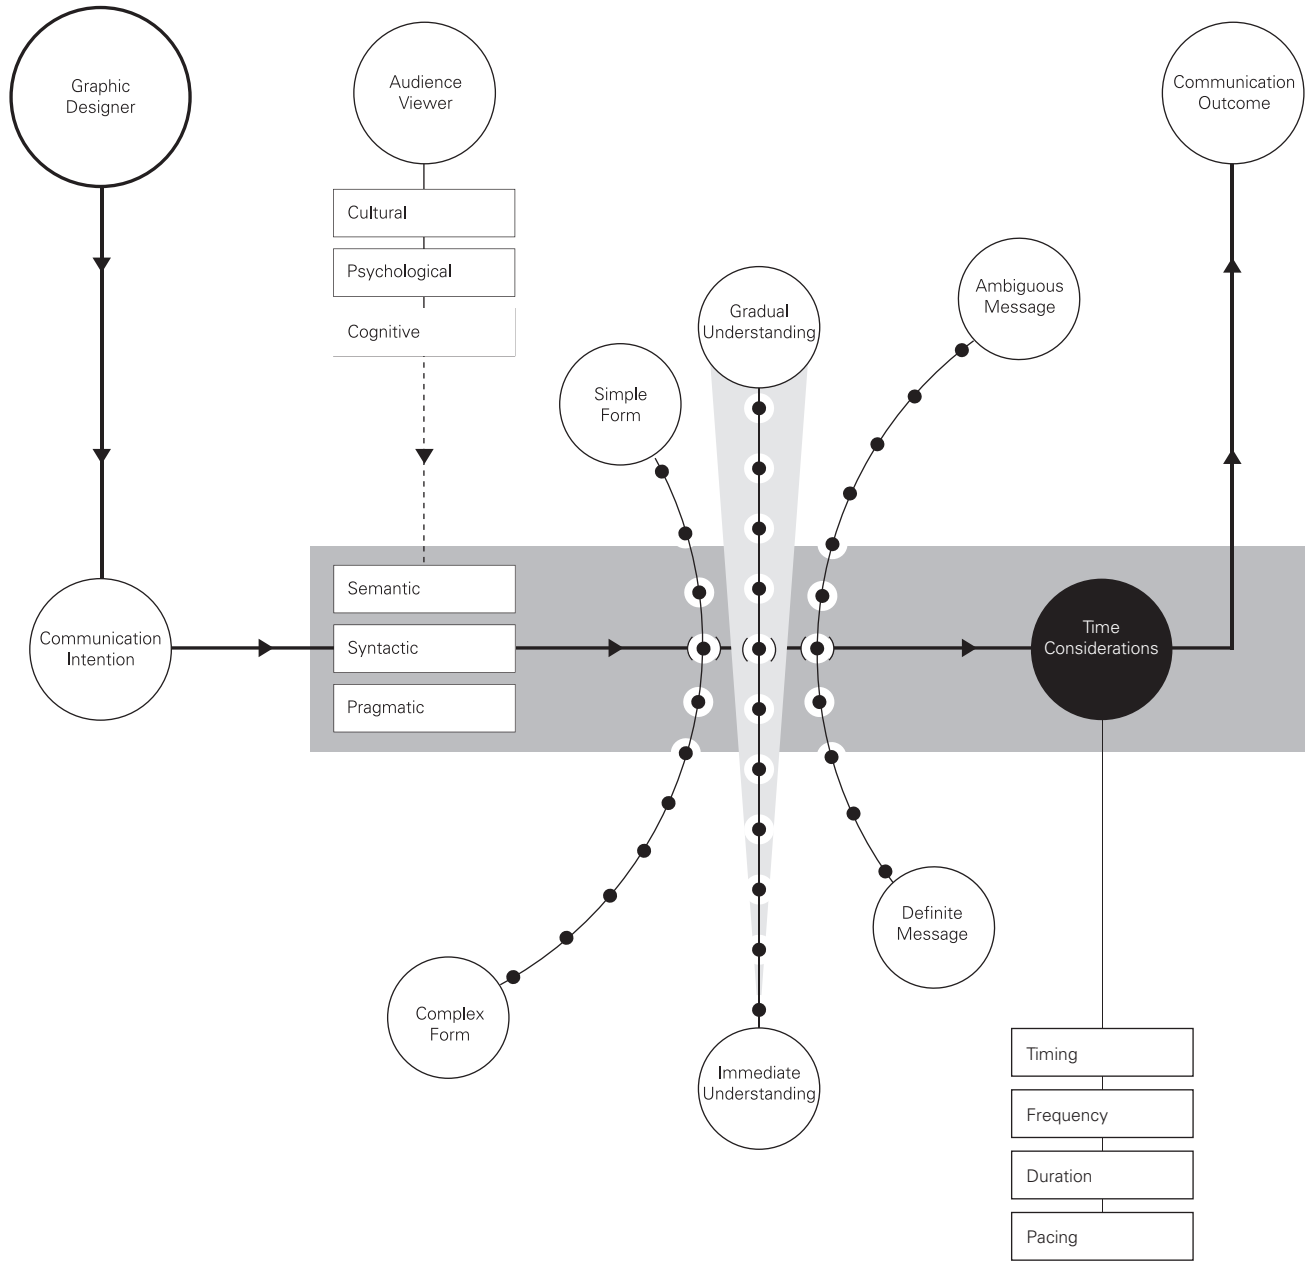 Graphic
Designer
Audience
Viewer
Communication
Outcome
Cultural
Psychological
Cognitive
Ambiguous
Message
Gradual
Understanding
Simple
Form
Semantic
Syntactic
Pragmatic
Communication
Intention
Time
Considerations
Definite
Message
Complex
Form
Immediate
Understanding
Timing
Frequency
Duration
Pacing